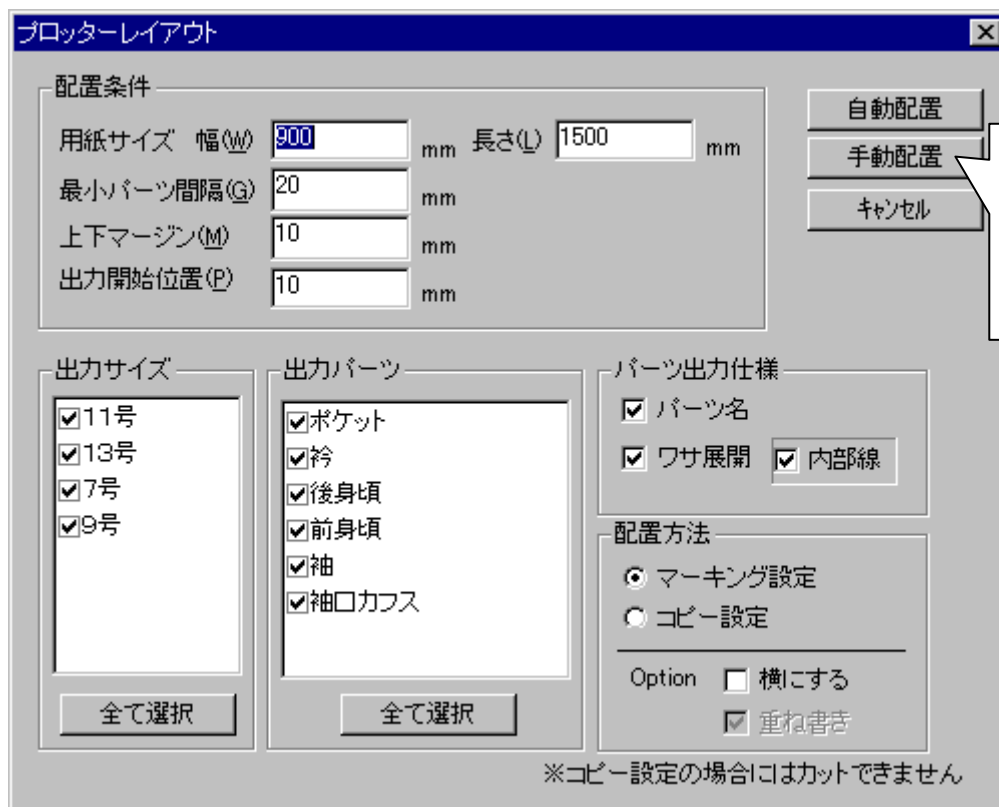 プロッターレイアウト
配置条件
用紙サイズ 幅(W) 900 mm 長さ(L) 1500 mm
最小パーツ間隔(G) 20 mm
上下マージン(M) 10 mm
出力開始位置(P) 10 mm
自動配置
手動配置
キャンセル
出力サイズ
11号
13号
7号
9号
全て選択
出力パーツ
ポケット
衿
後身頃
前身頃
袖
袖口カフス
全て選択
パーツ出力仕様
パーツ名
ワサ展開 内部線
配置方法
マーキング設定
コピー設定
Option 横にする
重ね書き
※コピー設定の場合にはカットできません